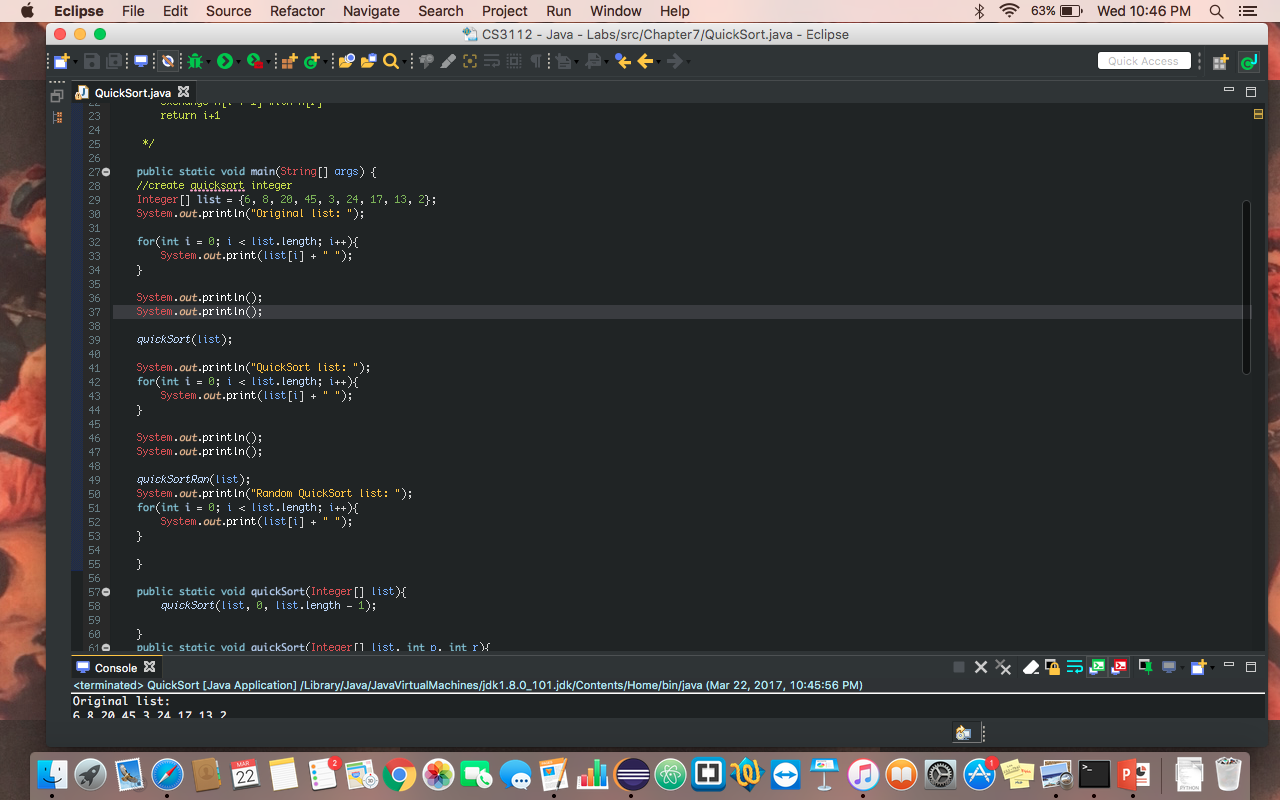 Eclipse File Edit Source Refactor Navigate Search Project Run Window Help 63% Wed 10:46 PM
CS3112 - Java - Labs/src/Chapter7/QuickSort.java - Eclipse
Quick Access
QuickSort.java
22 exchange A[i + 1] with A[r]
23 return i+1
24
25 */
26
27 public static void main(String[] args) {
28 //create quicksort integer
29 Integer[] list = {6, 8, 20, 45, 3, 24, 17, 13, 2};
30 System.out.println("Original list: ");
31
32 for(int i = 0; i < list.length; i++){
33 System.out.print(list[i] + " ");
34 }
35
36 System.out.println();
37 System.out.println();
38
39 quickSort(list);
40
41 System.out.println("QuickSort list: ");
42 for(int i = 0; i < list.length; i++){
43 System.out.print(list[i] + " ");
44 }
45
46 System.out.println();
47 System.out.println();
48
49 quickSortRan(list);
50 System.out.println("Random QuickSort list: ");
51 for(int i = 0; i < list.length; i++){
52 System.out.print(list[i] + " ");
53 }
54
55 }
56
57 public static void quickSort(Integer[] list){
58 quickSort(list, 0, list.length - 1);
59
60 }
61 public static void quickSort(Integer[] list, int p, int r){
Console
<terminated> QuickSort [Java Application] /Library/Java/JavaVirtualMachines/jdk1.8.0_101.jdk/Contents/Home/bin/java (Mar 22, 2017, 10:45:56 PM)
Original list:
6 8 20 45 3 24 17 13 2
MAR
22
2
1
PYTHON